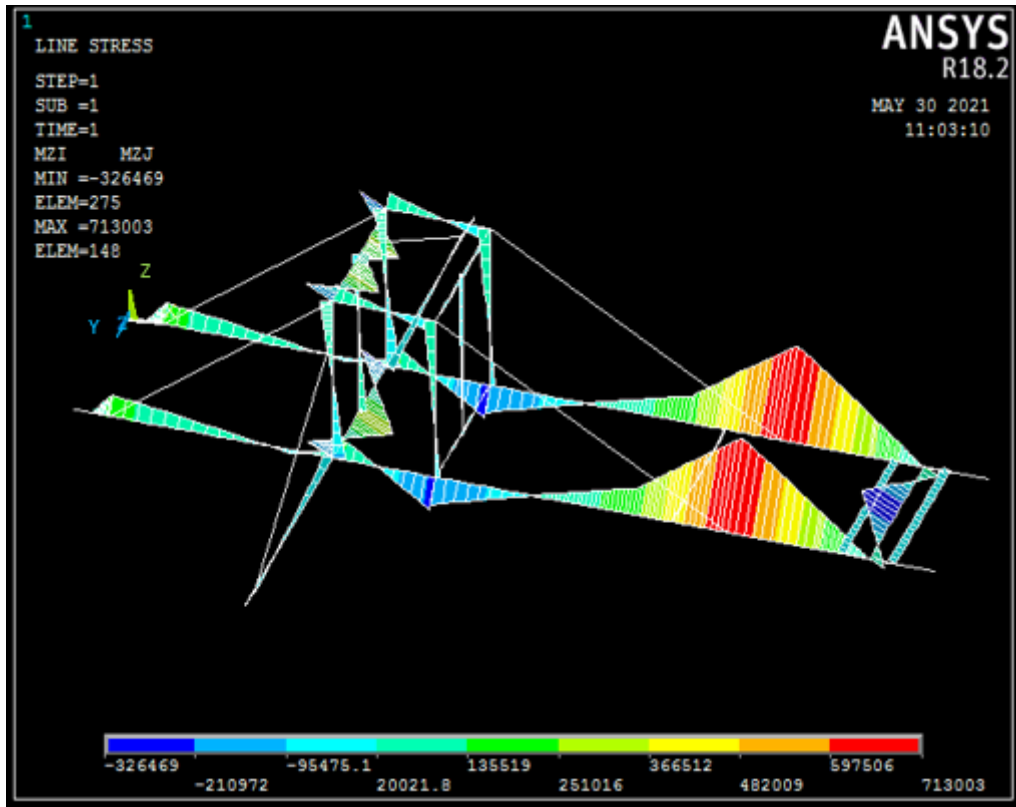 1
LINE STRESS
STEP=1
SUB =1
TIME=1
MZI MZJ
MIN =-326469
ELEM=275
MAX =713003
ELEM=148
ANSYS
R18.2
MAY 30 2021
11:03:10
Z
Y
-326469 -95475.1 135519 366512 597506
-210972 20021.8 251016 482009 713003